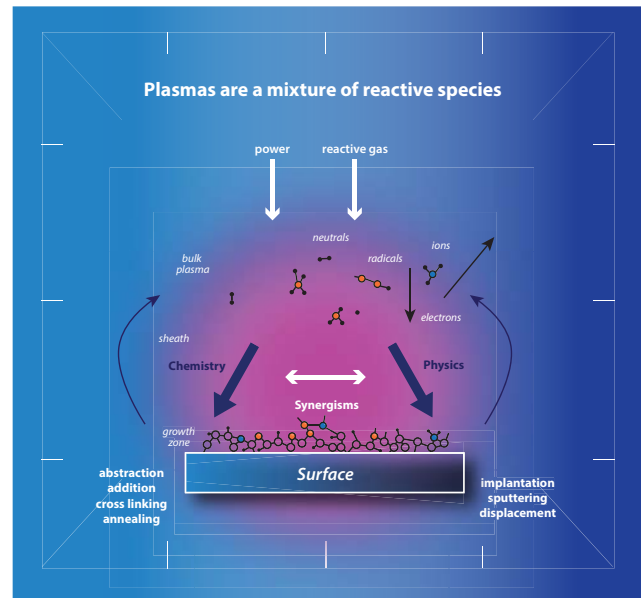 Plasmas are a mixture of reactive species
power
reactive gas
neutrals
ions
bulk
plasma
radicals
electrons
sheath
Chemistry
Physics
Synergisms
growth
zone
Surface
abstraction
addition
cross linking
annealing
implantation
sputtering
displacement